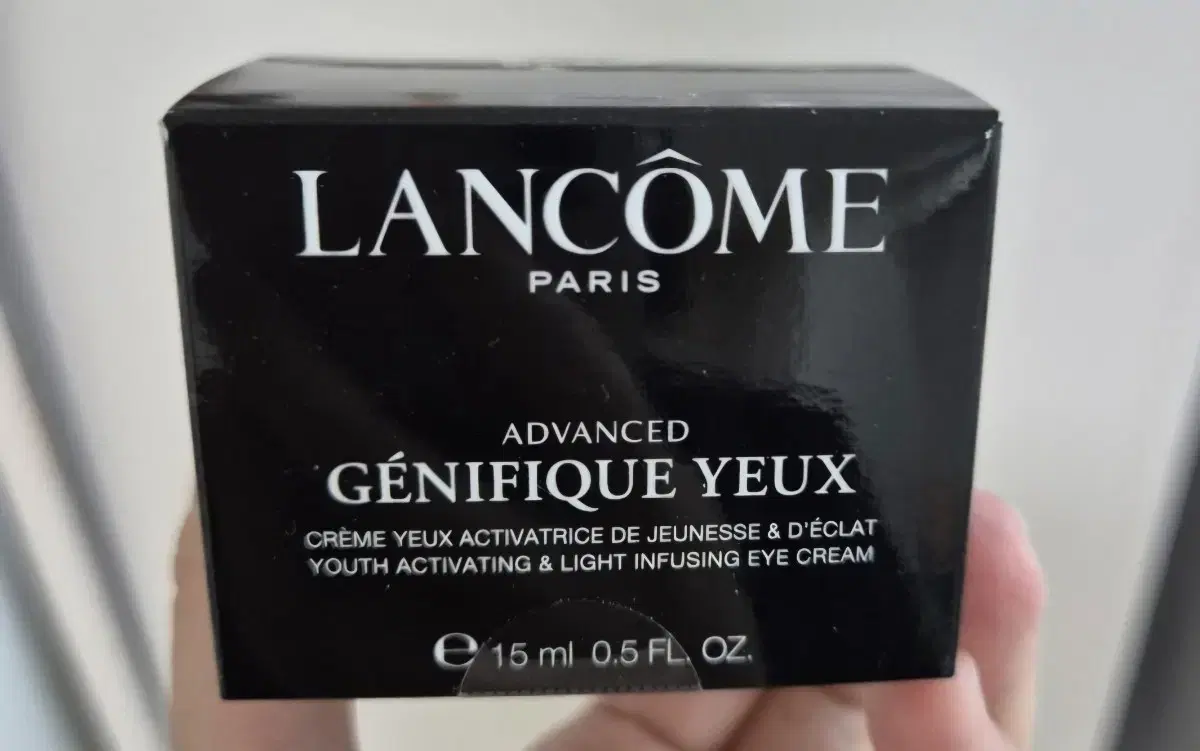 LANCÔME
PARIS
ADVANCED
GÉNIFIQUE YEUX
CRÈME YEUX ACTIVATRICE DE JEUNESSE & D'ÉCLAT
YOUTH ACTIVATING & LIGHT INFUSING EYE CREAM
℮ 15 ml 0.5 FL. OZ.